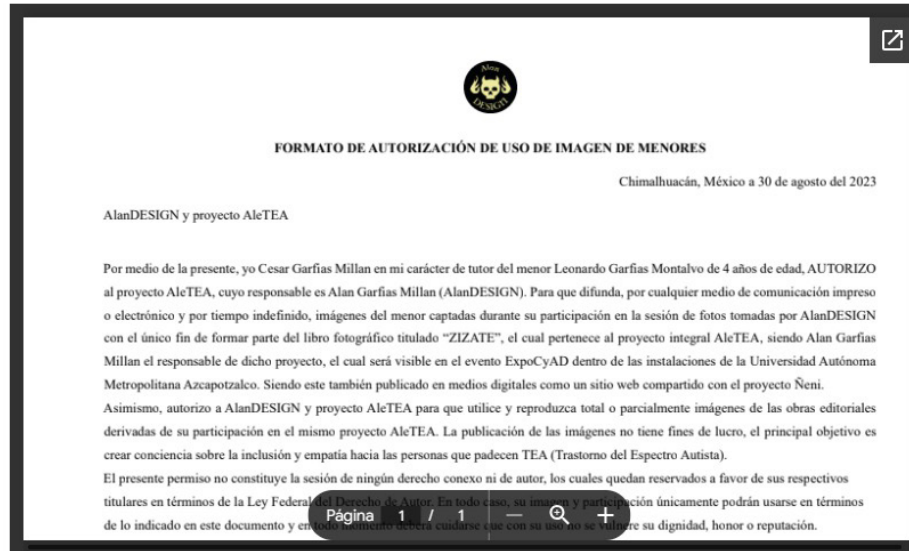 Alan
DESIGN
FORMATO DE AUTORIZACIÓN DE USO DE IMAGEN DE MENORES
Chimalhuacán, México a 30 de agosto del 2023
AlanDESIGN y proyecto AleTEA
Por medio de la presente, yo Cesar Garfias Millan en mi carácter de tutor del menor Leonardo Garfias Montalvo de 4 años de edad, AUTORIZO
al proyecto AleTEA, cuyo responsable es Alan Garfias Millan (AlanDESIGN). Para que difunda, por cualquier medio de comunicación impreso
o electrónico y por tiempo indefinido, imágenes del menor captadas durante su participación en la sesión de fotos tomadas por AlanDESIGN
con el único fin de formar parte del libro fotográfico titulado “ZIZATE”, el cual pertenece al proyecto integral AleTEA, siendo Alan Garfias
Millan el responsable de dicho proyecto, el cual será visible en el evento ExpoCyAD dentro de las instalaciones de la Universidad Autónoma
Metropolitana Azcapotzalco. Siendo este también publicado en medios digitales como un sitio web compartido con el proyecto Ñeni.
Asimismo, autorizo a AlanDESIGN y proyecto AleTEA para que utilice y reproduzca total o parcialmente imágenes de las obras editoriales
derivadas de su participación en el mismo proyecto AleTEA. La publicación de las imágenes no tiene fines de lucro, el principal objetivo es
crear conciencia sobre la inclusión y empatía hacia las personas que padecen TEA (Trastorno del Espectro Autista).
El presente permiso no constituye la sesión de ningún derecho conexo ni de autor, los cuales quedan reservados a favor de sus respectivos
titulares en términos de la Ley Federal del Derecho de Autor. En todo caso, su imagen y participación únicamente podrán usarse en términos
de lo indicado en este documento y en todo momento deberá cuidarse que con su uso no se vulnere su dignidad, honor o reputación.
Página 1 / 1